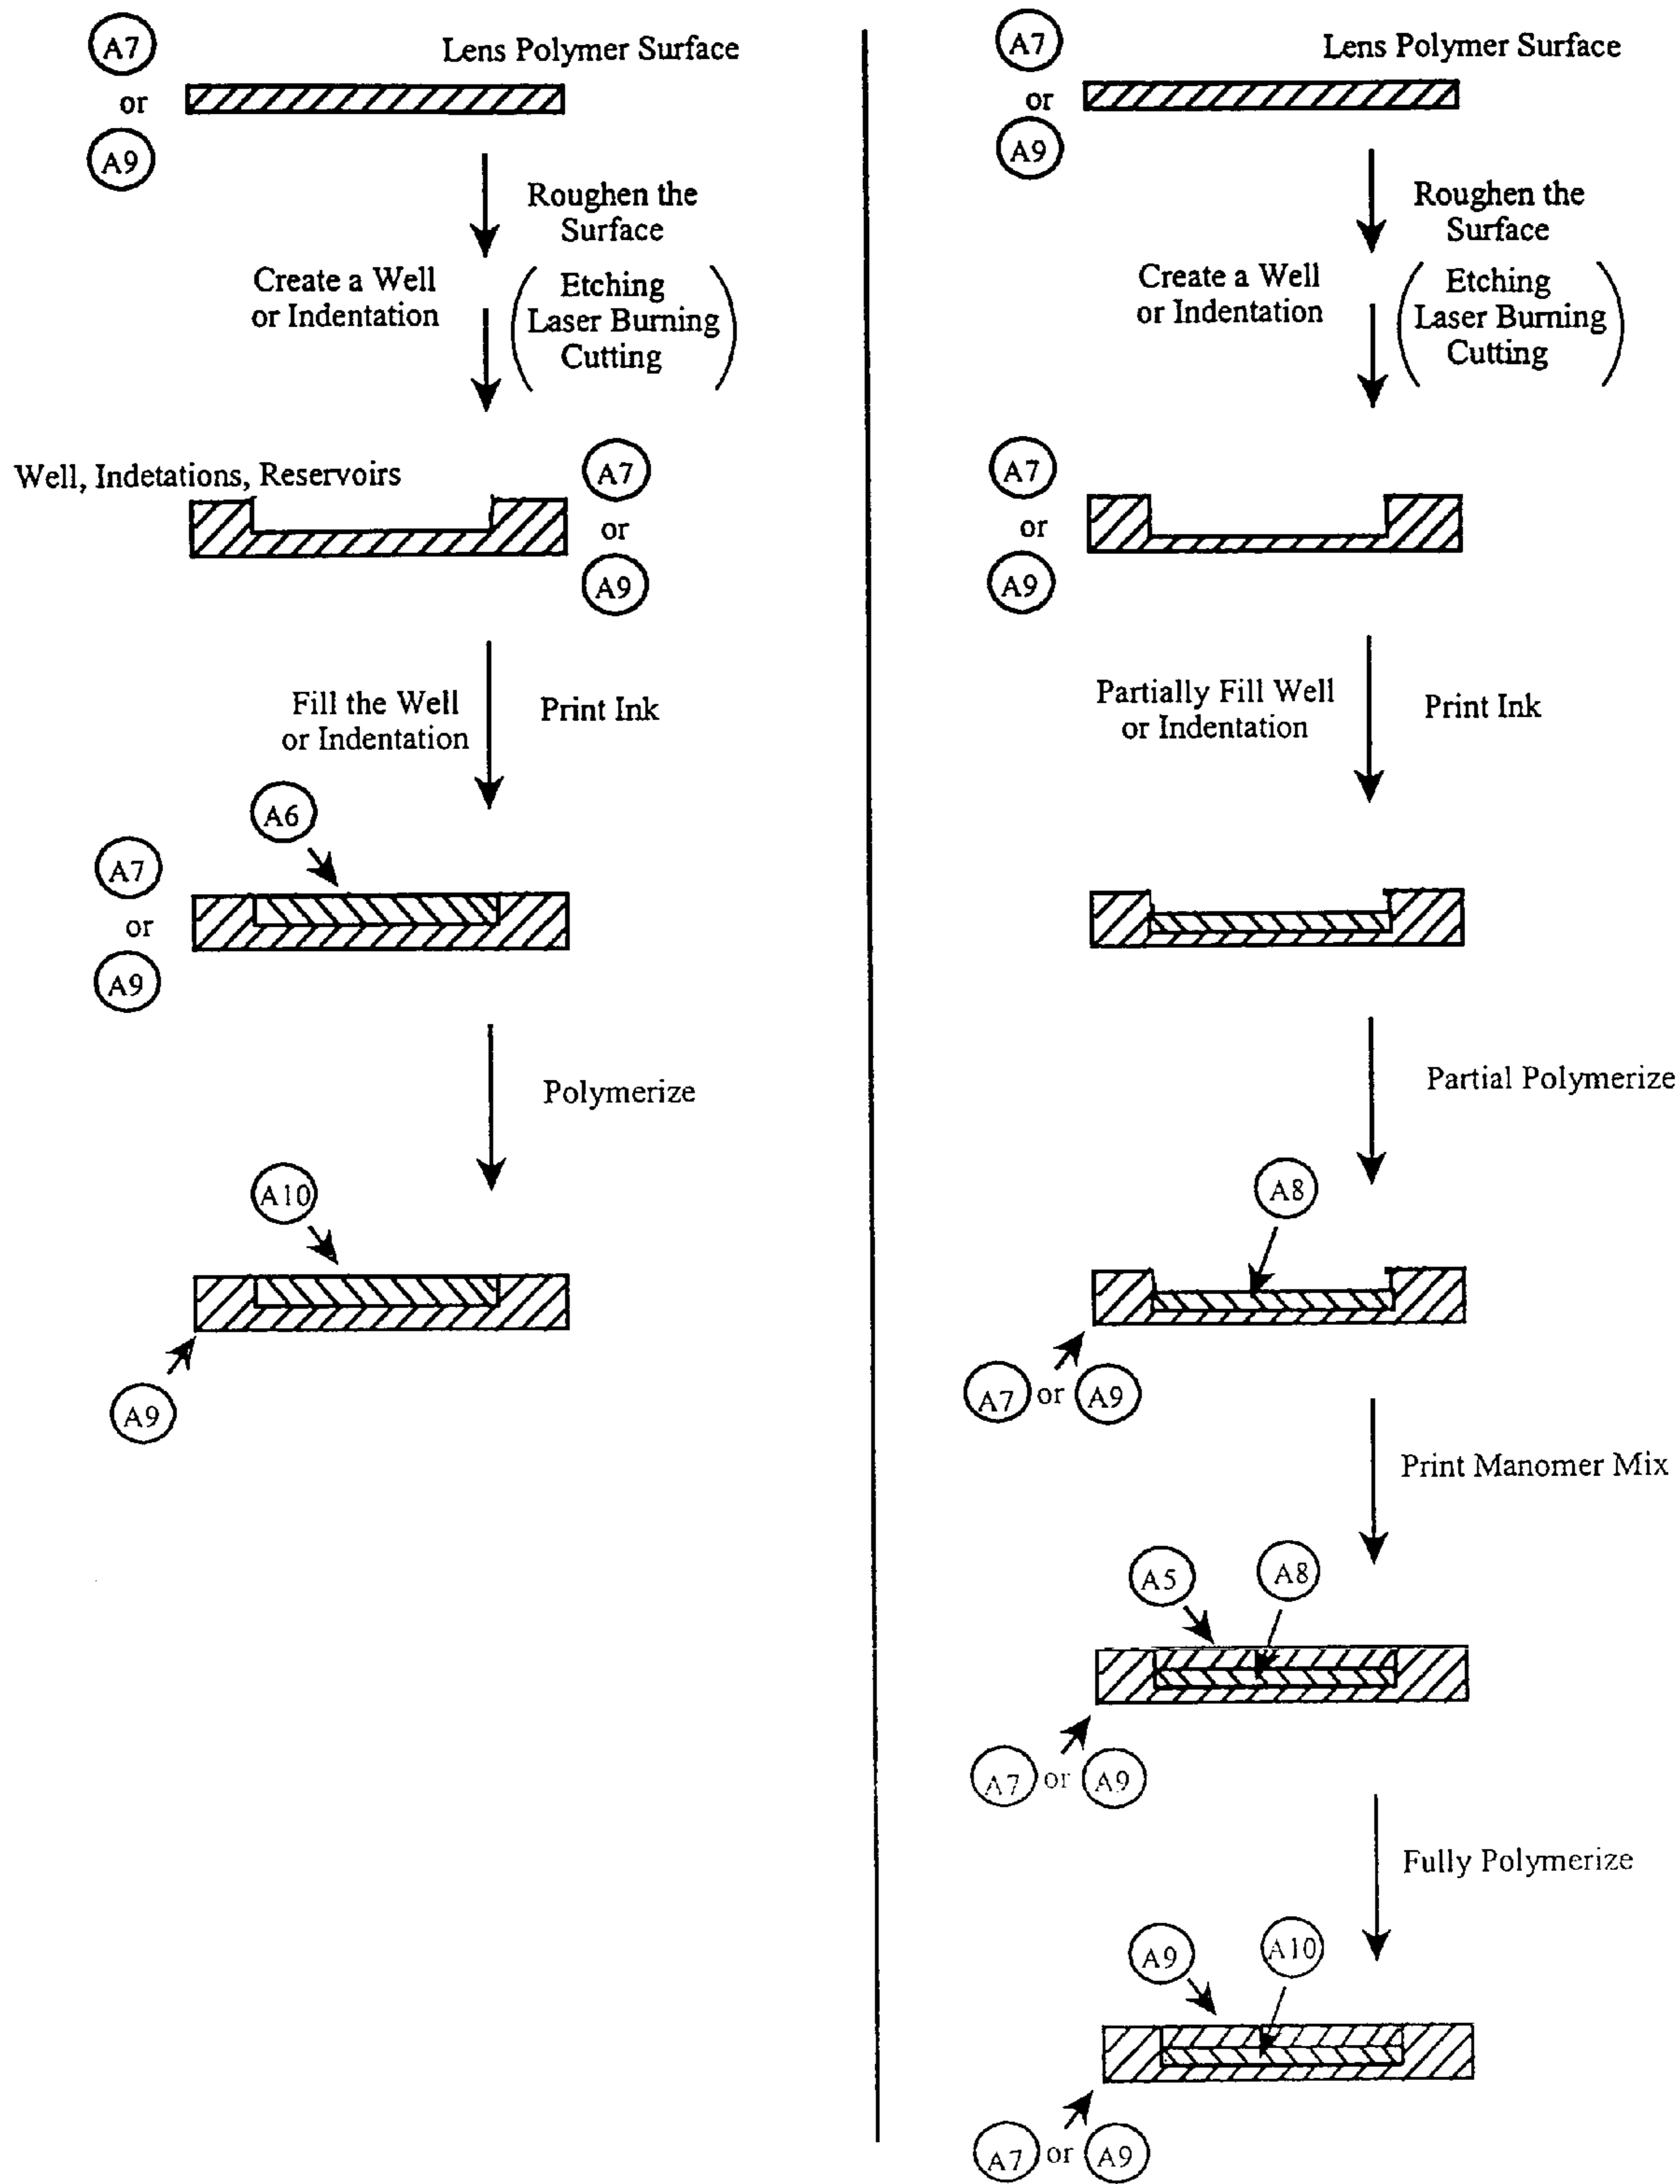 A7
Lens Polymer Surface
or
A9
Roughen the
Surface
Create a Well
or Indentation
Etching
Laser Burning
Cutting
Well, Indetations, Reservoirs
A7
or
A9
Fill the Well
or Indentation
Print Ink
A6
A7
or
A9
Polymerize
A10
A9
A7
Lens Polymer Surface
or
A9
Roughen the
Surface
Create a Well
or Indentation
Etching
Laser Burning
Cutting
A7
or
A9
Partially Fill Well
or Indentation
Print Ink
Partial Polymerize
A8
A7 or A9
Print Manomer Mix
A5 A8
A7 or A9
Fully Polymerize
A9 A10
A7 or A9